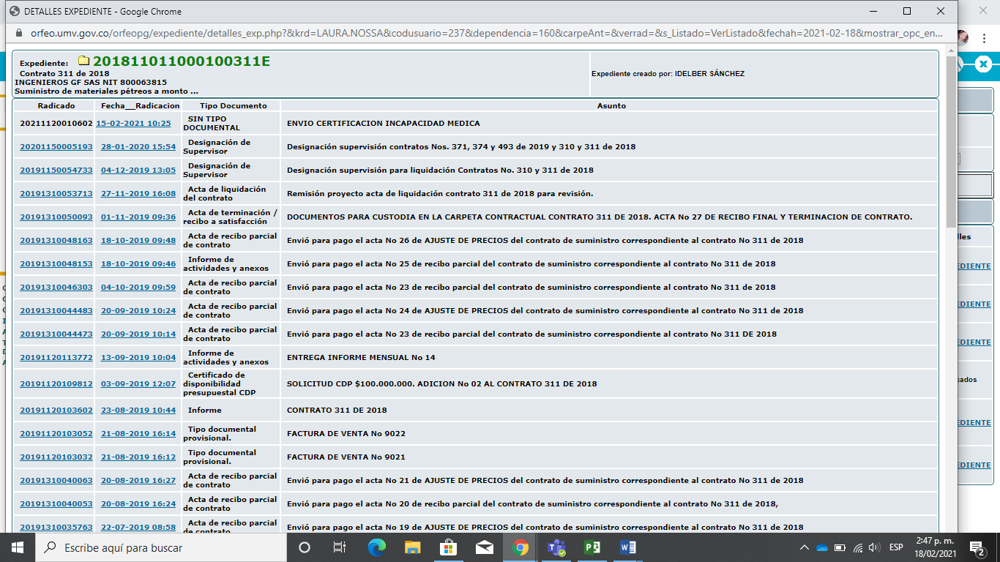 DETALLES EXPEDIENTE - Google Chrome
orfeo.umv.gov.co/orfeopg/expediente/detalles_exp.php?&krd=LAURA.NOSSA&codusuario=237&dependencia=160&carpeAnt=&verrad=&s_Listado=VerListado&fechah=2021-02-18&mostrar_opc_en...
Expediente: 201811011000100311E
Contrato 311 de 2018
INGENIEROS GF SAS NIT 800063815
Suministro de materiales pétreos a monto ...
Expediente creado por: IDELBER SÁNCHEZ
Radicado Fecha__Radicacion Tipo Documento Asunto
20211120010602 15-02-2021 10:25 SIN TIPO DOCUMENTAL ENVIO CERTIFICACION INCAPACIDAD MEDICA
20201150005193 28-01-2020 15:54 Designación de Supervisor Designación supervisión contratos Nos. 371, 374 y 493 de 2019 y 310 y 311 de 2018
20191150054733 04-12-2019 13:05 Designación de Supervisor Designación supervisión para liquidación Contratos No. 310 y 311 de 2018
20191310053713 27-11-2019 16:08 Acta de liquidación del contrato Remisión proyecto acta de liquidación contrato 311 de 2018 para revisión.
20191310050093 01-11-2019 09:36 Acta de terminación / recibo a satisfacción DOCUMENTOS PARA CUSTODIA EN LA CARPETA CONTRACTUAL CONTRATO 311 DE 2018. ACTA No 27 DE RECIBO FINAL Y TERMINACION DE CONTRATO.
20191310048163 18-10-2019 09:48 Acta de recibo parcial de contrato Envió para pago el acta No 26 de AJUSTE DE PRECIOS del contrato de suministro correspondiente al contrato No 311 de 2018
20191310048153 18-10-2019 09:46 Informe de actividades y anexos Envió para pago el acta No 25 de recibo parcial del contrato de suministro correspondiente al contrato No 311 DE 2018
20191310046303 04-10-2019 09:59 Acta de recibo parcial de contrato Envió para pago el acta No 23 de recibo parcial del contrato de suministro correspondiente al contrato No 311 de 2018
20191310044483 20-09-2019 10:24 Acta de recibo parcial de contrato Envió para pago el acta No 24 de AJUSTE DE PRECIOS del contrato de suministro correspondiente al contrato No 311 de 2018
20191310044473 20-09-2019 10:14 Acta de recibo parcial de contrato Envió para pago el acta No 23 de recibo parcial del contrato de suministro correspondiente al contrato No 311 DE 2018
20191120113772 13-09-2019 10:04 Informe de actividades y anexos ENTREGA INFORME MENSUAL No 14
20191120109812 03-09-2019 12:07 Certificado de disponibilidad presupuestal CDP SOLICITUD CDP $100.000.000. ADICION No 02 AL CONTRATO 311 DE 2018
20191120103602 23-08-2019 10:44 Informe CONTRATO 311 DE 2018
20191120103052 21-08-2019 16:14 Tipo documental provisional. FACTURA DE VENTA No 9022
20191120103032 21-08-2019 16:12 Tipo documental provisional. FACTURA DE VENTA No 9021
20191310040063 20-08-2019 16:27 Acta de recibo parcial de contrato Envió para pago el acta No 21 de AJUSTE DE PRECIOS del contrato de suministro correspondiente al contrato No 311 de 2018
20191310040053 20-08-2019 16:24 Acta de recibo parcial de contrato Envió para pago el acta No 20 de recibo parcial del contrato de suministro correspondiente al contrato No 311 de 2018,
20191310035763 22-07-2019 08:58 Acta de recibo parcial de contrato Envió para pago el acta No 19 de AJUSTE DE PRECIOS del contrato de suministro correspondiente al contrato No 311 de 2018
lles
EDIENTE
EDIENTE
EDIENTE
cados
EDIENTE
EDIENTE
Escribe aquí para buscar
ESP
2:47 p. m.
18/02/2021
2